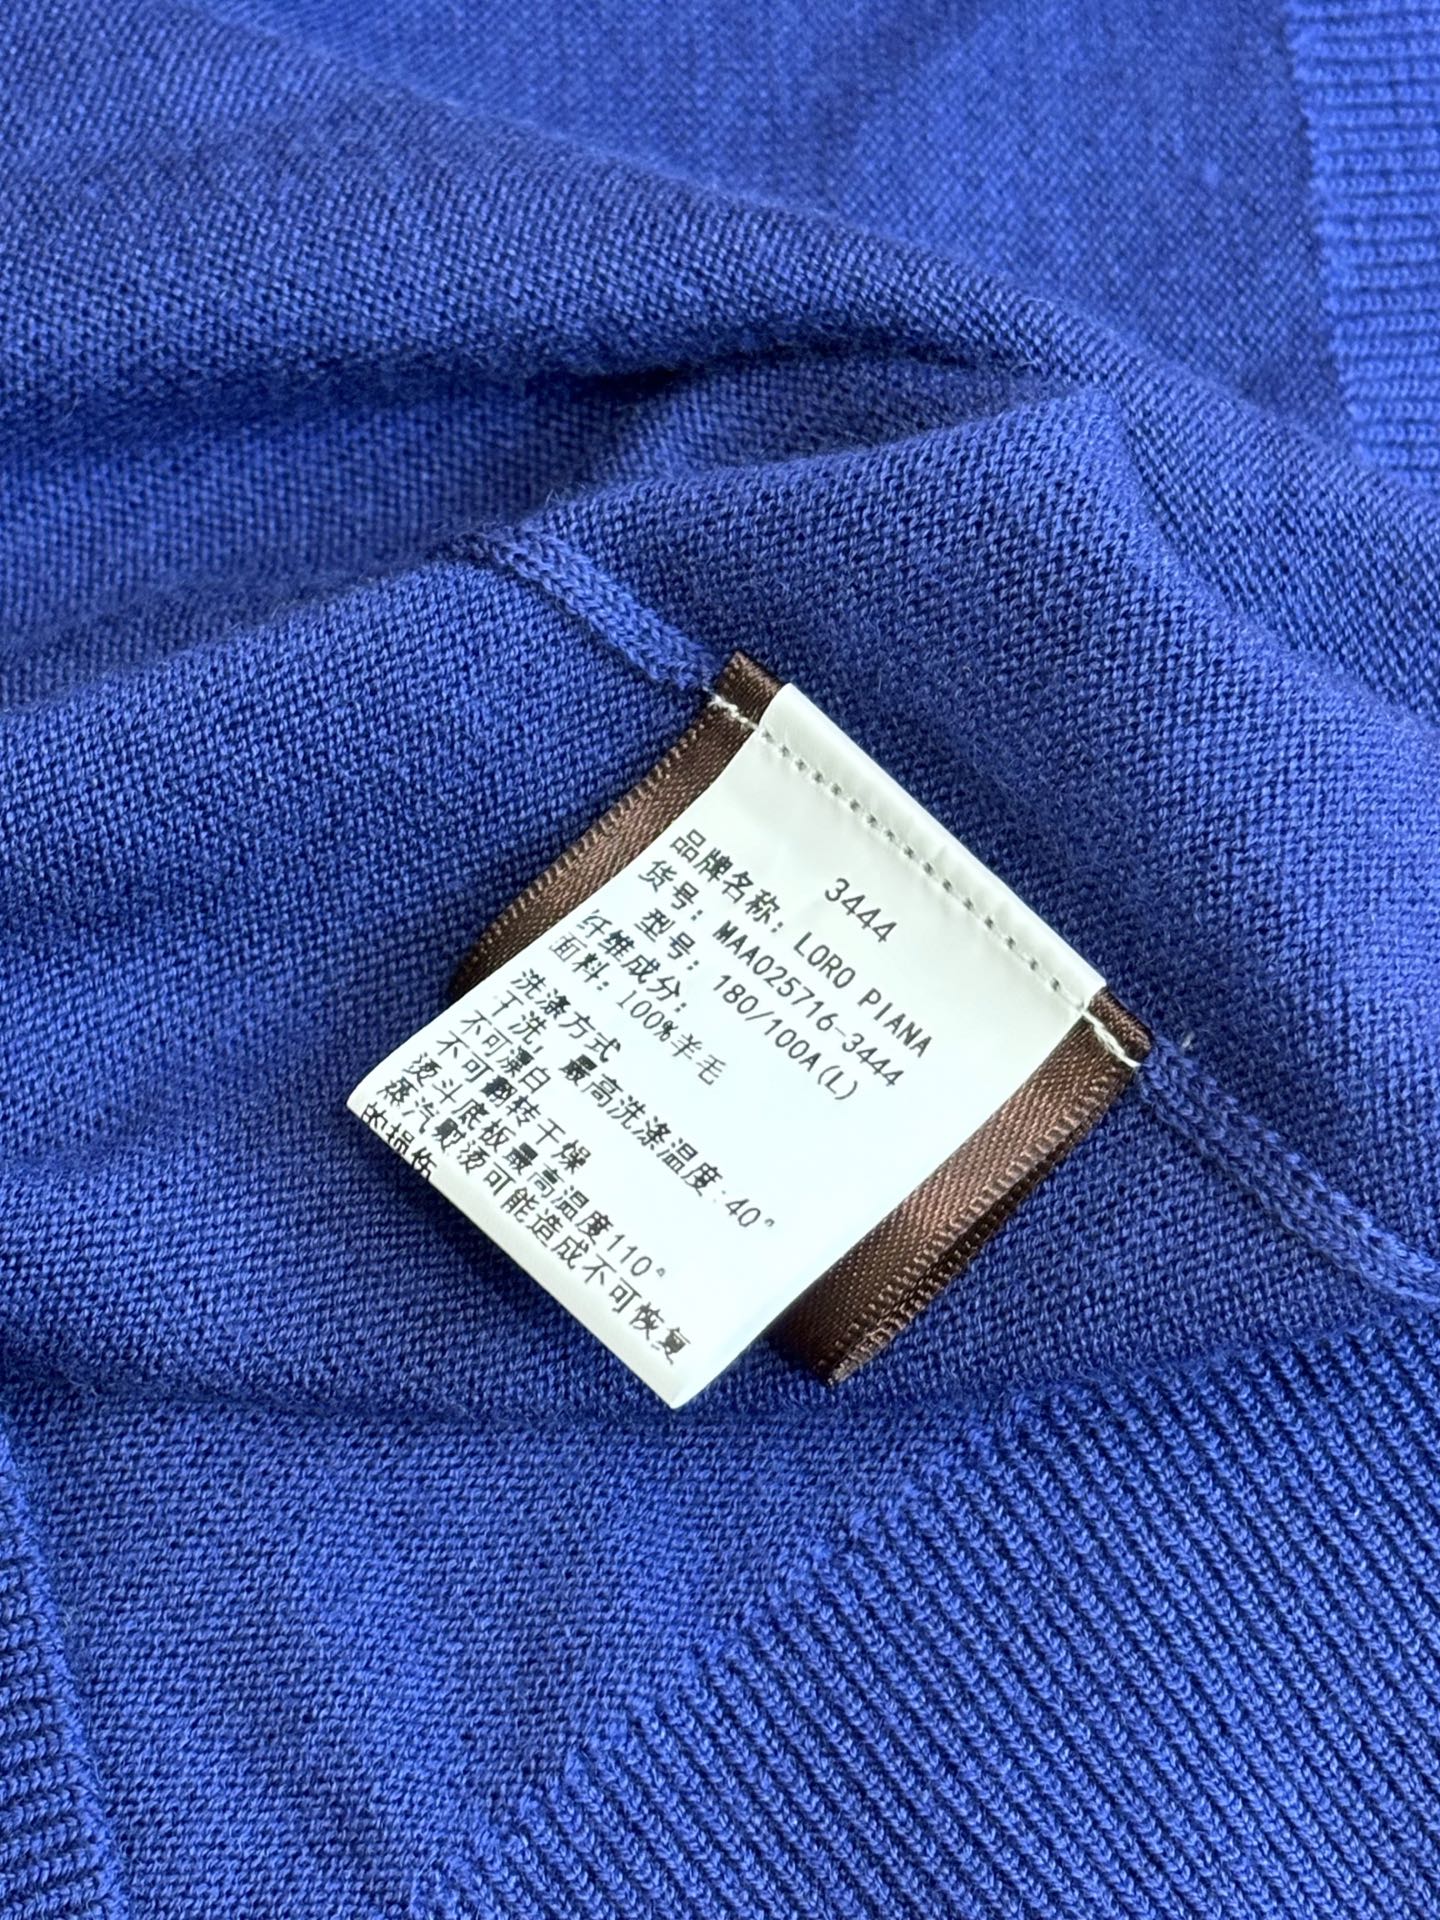 3444
品牌名称: LORO PIANA
货号: MAA025716-3444
型号: 180/100A(L)
纤维成分:
面料: 100%羊毛
洗涤方式
干洗, 最高洗涤温度:40°
不可漂白
不可翻转干燥
熨斗底板最高温度110°
蒸汽熨烫可能造成不可恢复
的损伤